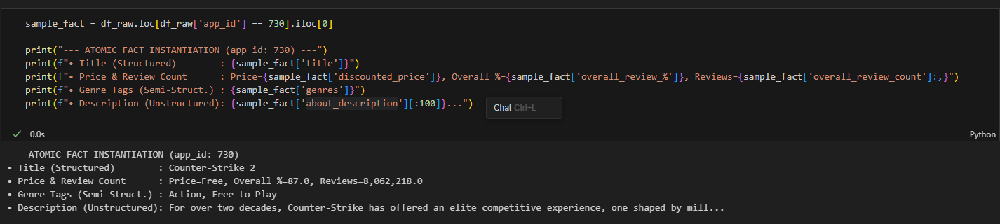 sample_fact = df_raw.loc[df_raw['app_id'] == 730].iloc[0]
print("--- ATOMIC FACT INSTANTIATION (app_id: 730) ---")
print(f"• Title (Structured)        : {sample_fact['title']}")
print(f"• Price & Review Count      : Price={sample_fact['discounted_price']}, Overall %={sample_fact['overall_review_%']}, Reviews={sample_fact['overall_review_count']:,}")
print(f"• Genre Tags (Semi-Struct.) : {sample_fact['genres']}")
print(f"• Description (Unstructured): {sample_fact['about_description'][:100]}...")
Chat Ctrl+L ...
0.0s
Python
--- ATOMIC FACT INSTANTIATION (app_id: 730) ---
• Title (Structured)        : Counter-Strike 2
• Price & Review Count      : Price=Free, Overall %=87.0, Reviews=8,062,218.0
• Genre Tags (Semi-Struct.) : Action, Free to Play
• Description (Unstructured): For over two decades, Counter-Strike has offered an elite competitive experience, one shaped by mill...